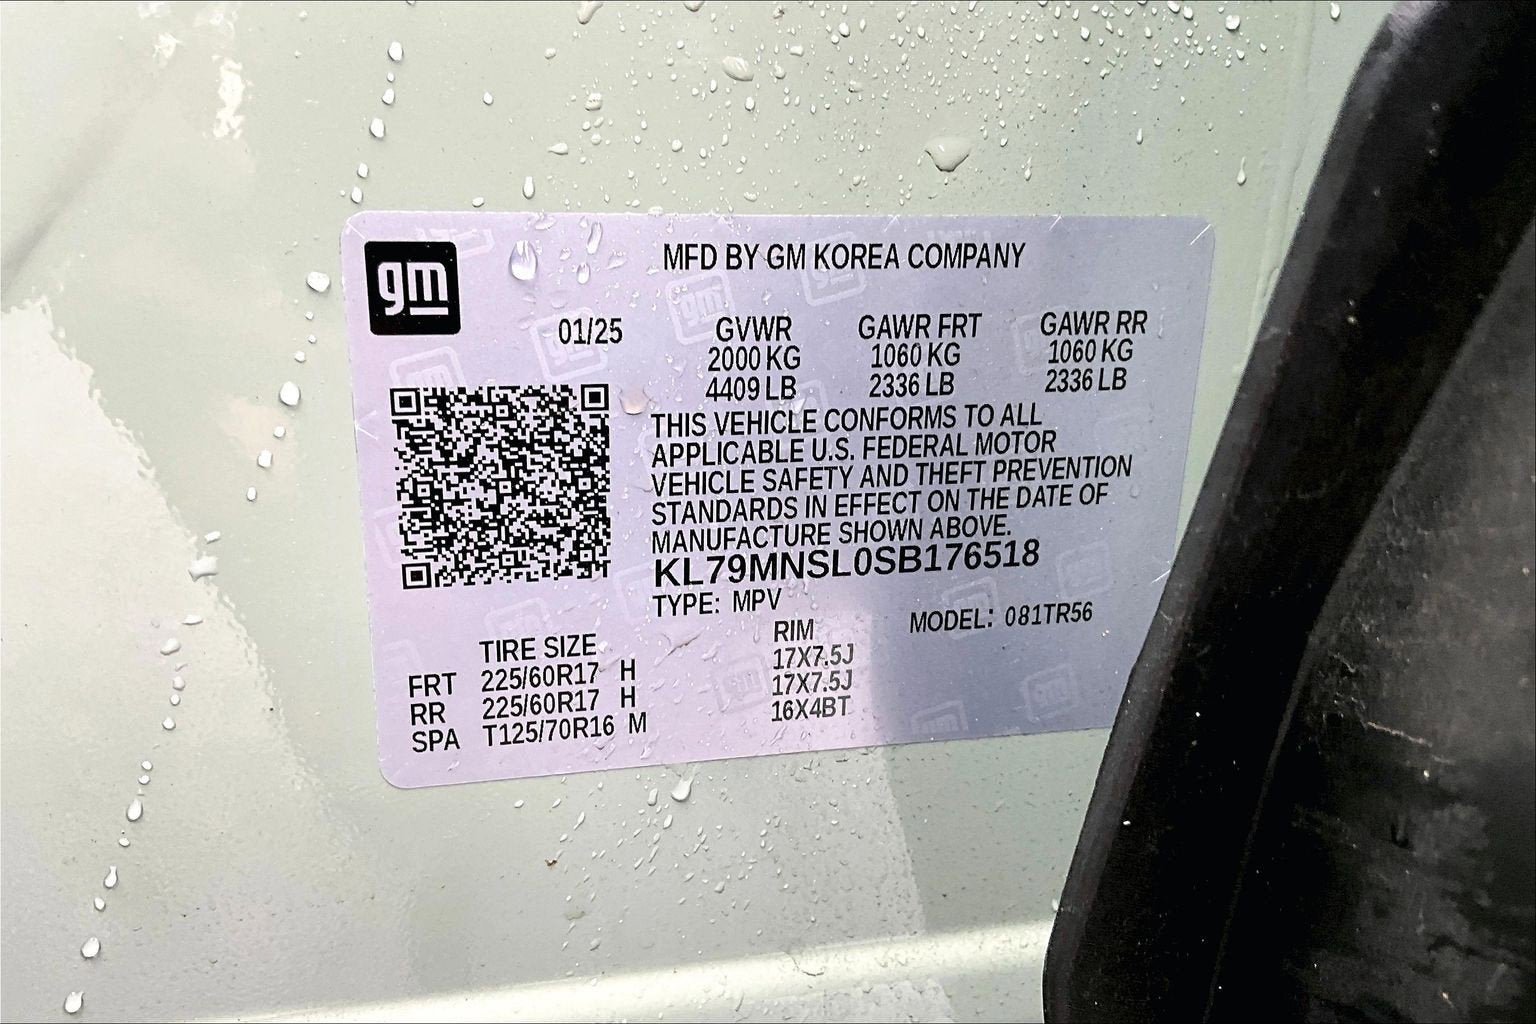 gm
MFD BY GM KOREA COMPANY
01/25 GVWR GAWR FRT GAWR RR
2000 KG 1060 KG 1060 KG
4409 LB 2336 LB 2336 LB
THIS VEHICLE CONFORMS TO ALL
APPLICABLE U.S. FEDERAL MOTOR
VEHICLE SAFETY AND THEFT PREVENTION
STANDARDS IN EFFECT ON THE DATE OF
MANUFACTURE SHOWN ABOVE.
KL79MNSL0SB176518
TYPE: MPV MODEL: 081TR56
TIRE SIZE RIM
FRT 225/60R17 H 17X7.5J
RR 225/60R17 H 17X7.5J
SPA T125/70R16 M 16X4BT